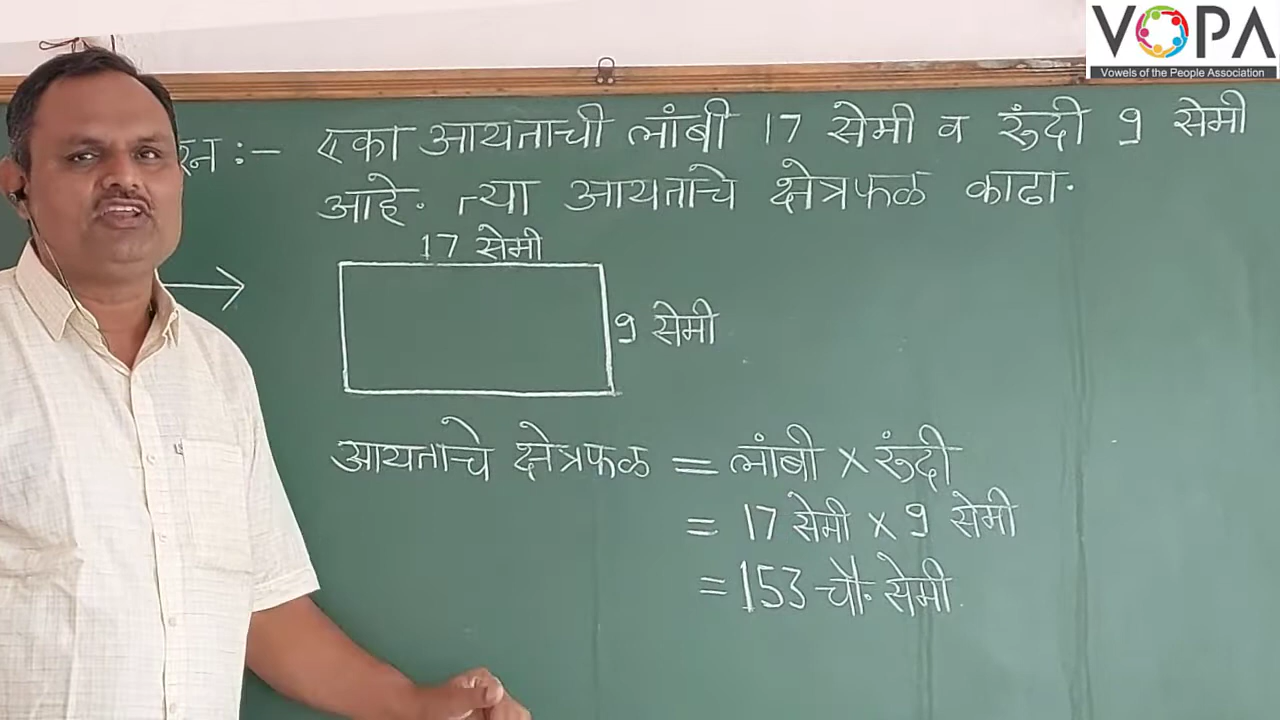 VOPA
Vowels of the People Association
:- एका आयताची लांबी 17 सेमी व रुंदी 9 सेमी
आहे. त्या आयताचे क्षेत्रफळ काढा.
17 सेमी
9 सेमी
आयताचे क्षेत्रफळ = लांबी × रुंदी
= 17 सेमी × 9 सेमी
= 153 चौ. सेमी.